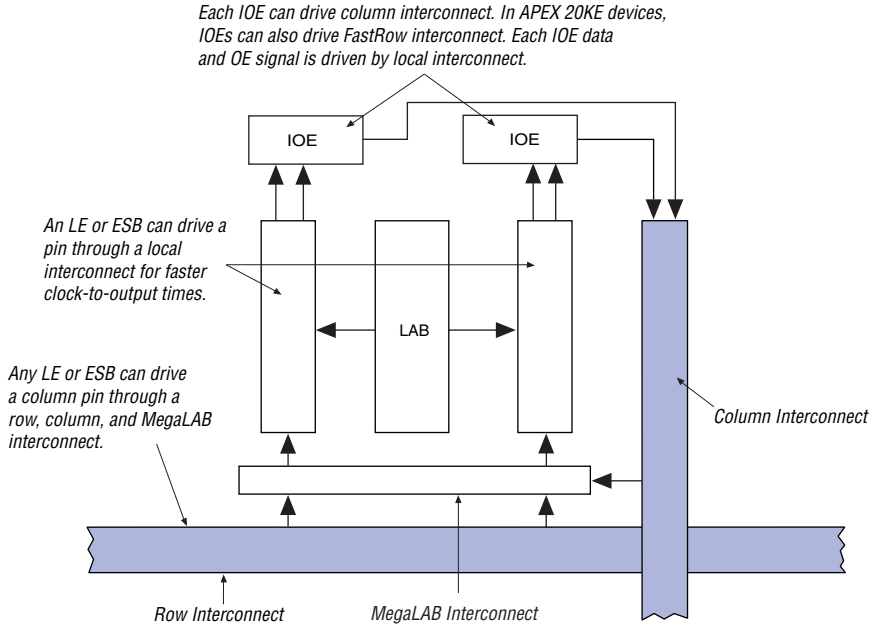 Each IOE can drive column interconnect. In APEX 20KE devices,
IOEs can also drive FastRow interconnect. Each IOE data
and OE signal is driven by local interconnect.
IOE
IOE
An LE or ESB can drive a
pin through a local
interconnect for faster
clock-to-output times.
LAB
Any LE or ESB can drive
a column pin through a
row, column, and MegaLAB
interconnect.
Column Interconnect
Row Interconnect
MegaLAB Interconnect